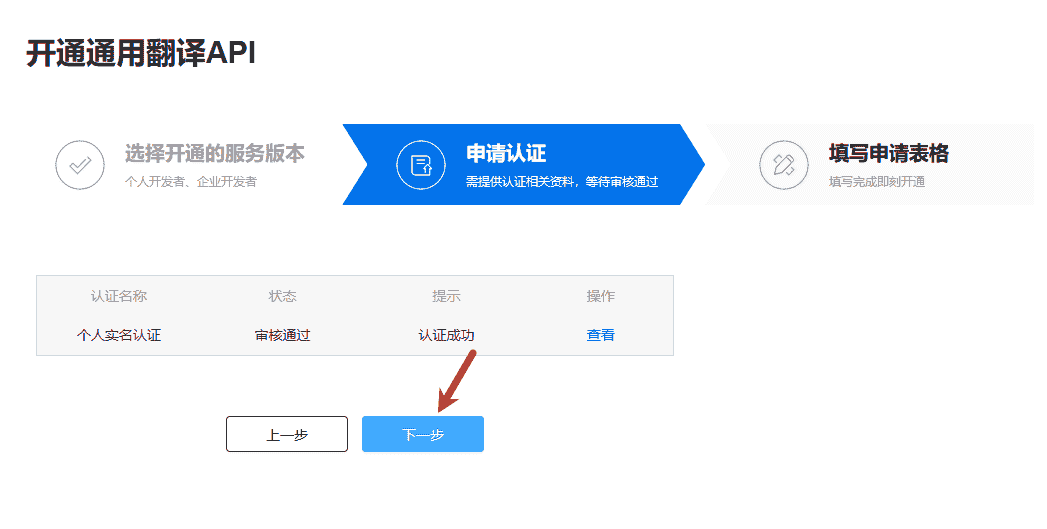 开通通用翻译API
选择开通的服务版本
个人开发者、企业开发者
申请认证
需提供认证相关资料，等待审核通过
填写申请表格
填写完成即刻开通
认证名称 状态 提示 操作
个人实名认证 审核通过 认证成功 查看
上一步 下一步